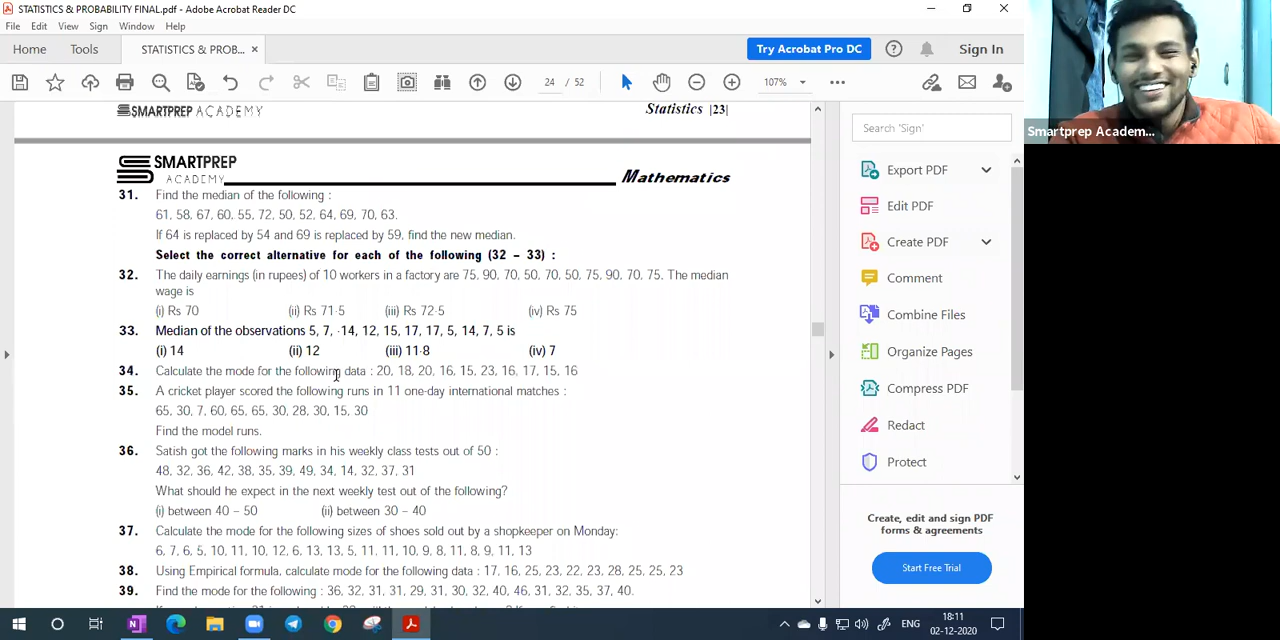 STATISTICS & PROBABILITY FINAL.pdf - Adobe Acrobat Reader DC
File Edit View Sign Window Help
Home Tools STATISTICS & PROB... × Try Acrobat Pro DC Sign In
24 / 52 107%
SMARTPREP ACADEMY Statistics |23|
Smartprep Academ...
Search 'Sign'
SMARTPREP
ACADEMY Mathematics
Export PDF
Edit PDF
Create PDF
Comment
Combine Files
Organize Pages
Compress PDF
Redact
Protect
Create, edit and sign PDF
forms & agreements
Start Free Trial
31. Find the median of the following :
61, 58, 67, 60, 55, 72, 50, 52, 64, 69, 70, 63.
If 64 is replaced by 54 and 69 is replaced by 59, find the new median.
Select the correct alternative for each of the following (32 – 33) :
32. The daily earnings (in rupees) of 10 workers in a factory are 75, 90, 70, 50, 70, 50, 75, 90, 70, 75. The median
wage is
(i) Rs 70 (ii) Rs 71·5 (iii) Rs 72·5 (iv) Rs 75
33. Median of the observations 5, 7, ·14, 12, 15, 17, 17, 5, 14, 7, 5 is
(i) 14 (ii) 12 (iii) 11·8 (iv) 7
34. Calculate the mode for the following data : 20, 18, 20, 16, 15, 23, 16, 17, 15, 16
35. A cricket player scored the following runs in 11 one-day international matches :
65, 30, 7, 60, 65, 65, 30, 28, 30, 15, 30
Find the model runs.
36. Satish got the following marks in his weekly class tests out of 50 :
48, 32, 36, 42, 38, 35, 39, 49, 34, 14, 32, 37, 31
What should he expect in the next weekly test out of the following?
(i) between 40 – 50 (ii) between 30 – 40
37. Calculate the mode for the following sizes of shoes sold out by a shopkeeper on Monday:
6, 7, 6, 5, 10, 11, 10, 12, 6, 13, 13, 5, 11, 11, 10, 9, 8, 11, 8, 9, 11, 13
38. Using Empirical formula, calculate mode for the following data : 17, 16, 25, 23, 22, 23, 28, 25, 25, 23
39. Find the mode for the following : 36, 32, 31, 31, 29, 31, 30, 32, 40, 46, 31, 32, 35, 37, 40.
ENG 18:11
02-12-2020